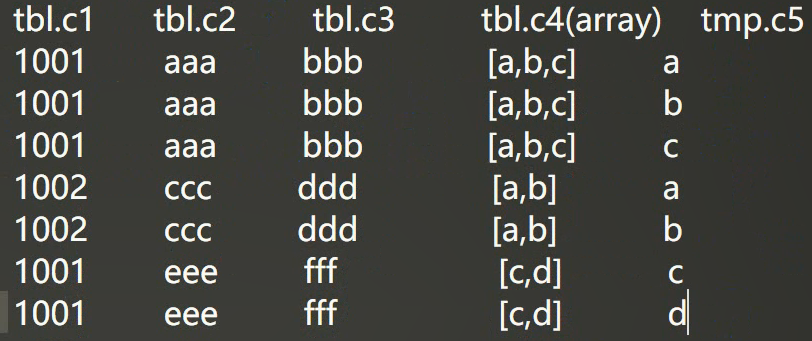 tbl.c1 tbl.c2 tbl.c3 tbl.c4(array) tmp.c5
1001 aaa bbb [a,b,c] a
1001 aaa bbb [a,b,c] b
1001 aaa bbb [a,b,c] c
1002 ccc ddd [a,b] a
1002 ccc ddd [a,b] b
1001 eee fff [c,d] c
1001 eee fff [c,d] d